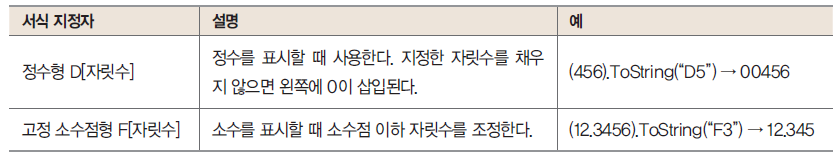 서식 지정자 설명 예
정수형 D[자릿수] 정수를 표시할 때 사용한다. 지정한 자릿수를 채우
지 않으면 왼쪽에 0이 삽입된다. (456).ToString(“D5”) → 00456
고정 소수점형 F[자릿수] 소수를 표시할 때 소수점 이하 자릿수를 조정한다. (12.3456).ToString(“F3”) → 12.345